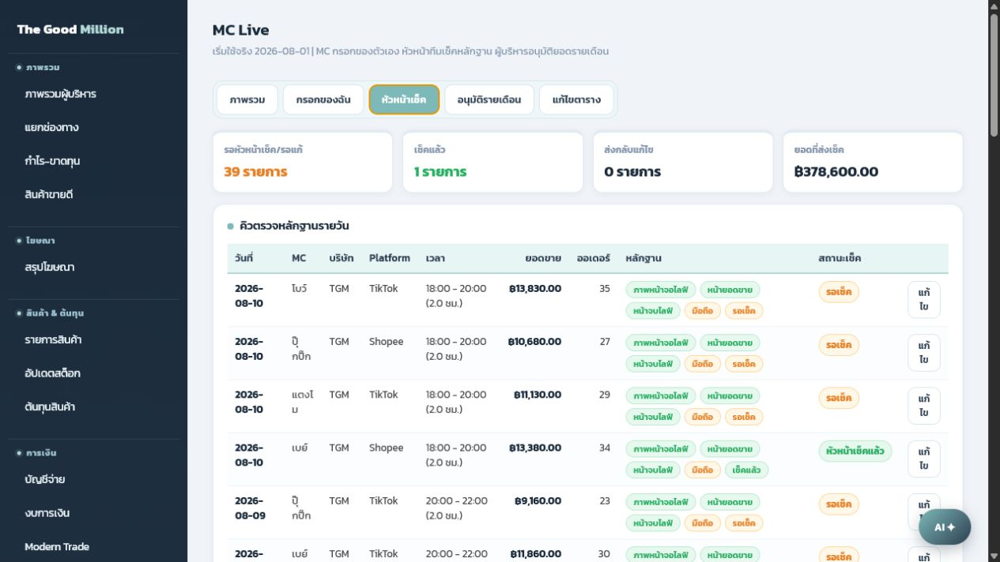 The Good Million
ภาพรวม
ภาพรวมผู้บริหาร
แยกช่องทาง
กำไร-ขาดทุน
สินค้าขายดี
โฆษณา
สรุปโฆษณา
สินค้า & ต้นทุน
รายการสินค้า
อัปเดตสต็อก
ต้นทุนสินค้า
การเงิน
บัญชีจ่าย
งบการเงิน
Modern Trade
MC Live
เริ่มใช้จริง 2026-08-01 | MC กรอกของตัวเอง หัวหน้าทีมเช็คหลักฐาน ผู้บริหารอนุมัติยอดรายเดือน
ภาพรวม กรอกของฉัน หัวหน้าเช็ค อนุมัติรายเดือน แก้ไขตาราง
รอหัวหน้าเช็ค/รอแก้ เช็คแล้ว ส่งกลับแก้ไข ยอดที่ส่งเช็ค
39 รายการ 1 รายการ 0 รายการ ฿378,600.00
คิวตรวจหลักฐานรายวัน
วันที่ MC บริษัท Platform เวลา ยอดขาย ออเดอร์ หลักฐาน สถานะเช็ค
2026- โบว์ TGM TikTok 18:00 - 20:00 ฿13,830.00 35 ภาพหน้าจอไลฟ์ หน้ายอดขาย รอเช็ค แก้
08-10 (2.0 ชม.) หน้าจบไลฟ์ มือถือ รอเช็ค ไข
2026- ปุ๊ TGM Shopee 18:00 - 20:00 ฿10,680.00 27 ภาพหน้าจอไลฟ์ หน้ายอดขาย รอเช็ค แก้
08-10 กปิ๊ก (2.0 ชม.) หน้าจบไลฟ์ มือถือ รอเช็ค ไข
2026- แตงโ TGM TikTok 18:00 - 20:00 ฿11,130.00 29 ภาพหน้าจอไลฟ์ หน้ายอดขาย รอเช็ค แก้
08-10 ม (2.0 ชม.) หน้าจบไลฟ์ มือถือ รอเช็ค ไข
2026- เบย์ TGM Shopee 18:00 - 20:00 ฿13,380.00 34 ภาพหน้าจอไลฟ์ หน้ายอดขาย หัวหน้าเช็คแล้ว แก้
08-10 (2.0 ชม.) หน้าจบไลฟ์ มือถือ เช็คแล้ว ไข
2026- ปุ๊ TGM TikTok 20:00 - 22:00 ฿9,160.00 23 ภาพหน้าจอไลฟ์ หน้ายอดขาย รอเช็ค แก้
08-09 กปิ๊ก (2.0 ชม.) หน้าจบไลฟ์ มือถือ รอเช็ค
AI
2026- เบย์ TGM TikTok 20:00 - 22:00 ฿11,860.00 30 ภาพหน้าจอไลฟ์ หน้ายอดขาย รอเช็ค แก้